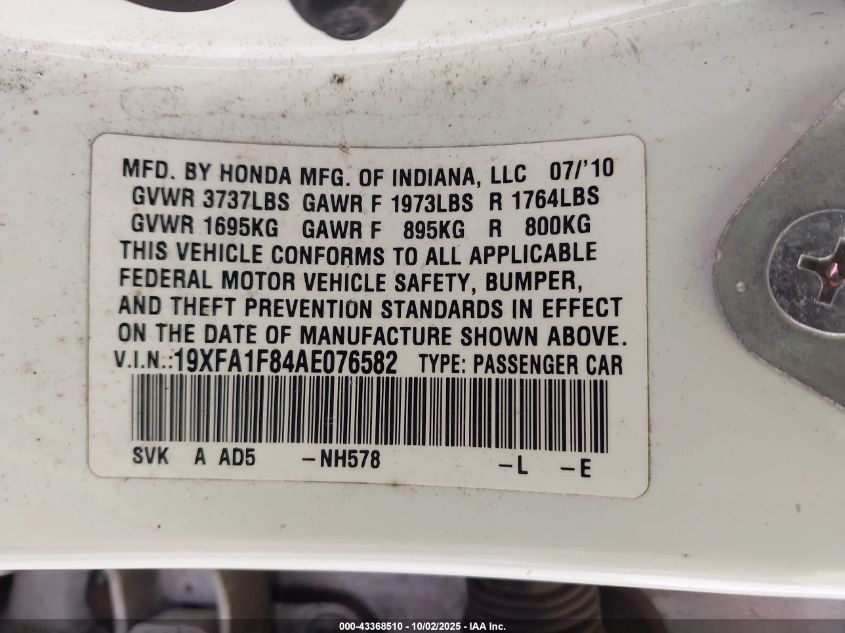 MFD. BY HONDA MFG. OF INDIANA, LLC 07/'10
GVWR 3737LBS GAWR F 1973LBS R 1764LBS
GVWR 1695KG GAWR F 895KG R 800KG
THIS VEHICLE CONFORMS TO ALL APPLICABLE
FEDERAL MOTOR VEHICLE SAFETY, BUMPER,
AND THEFT PREVENTION STANDARDS IN EFFECT
ON THE DATE OF MANUFACTURE SHOWN ABOVE.
V.I.N.:19XFA1F84AE076582 TYPE: PASSENGER CAR
SVK A AD5 -NH578 -L -E
000-43368510 - 10/02/2025 - IAA Inc.